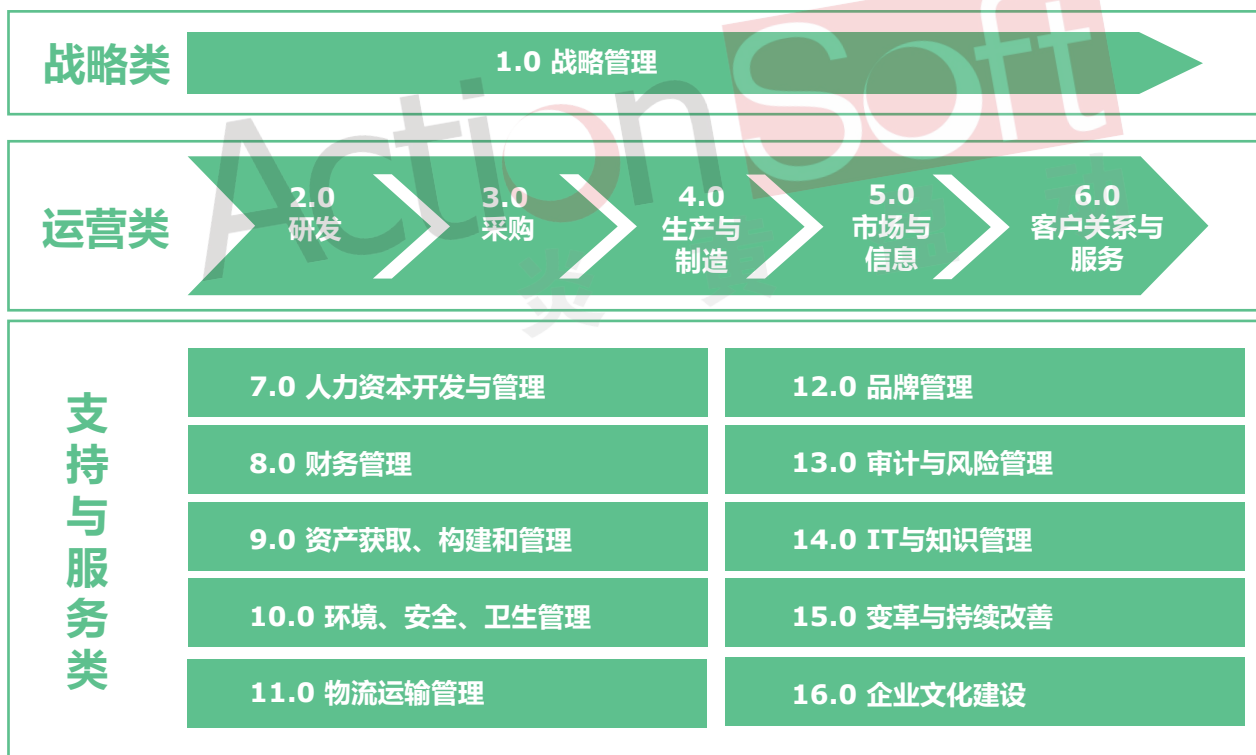 战略类
1.0 战略管理
运营类
2.0
研发
3.0
采购
4.0
生产与
制造
5.0
市场与
信息
6.0
客户关系与
服务
支持与服务类
7.0 人力资本开发与管理
8.0 财务管理
9.0 资产获取、构建和管理
10.0 环境、安全、卫生管理
11.0 物流运输管理
12.0 品牌管理
13.0 审计与风险管理
14.0 IT与知识管理
15.0 变革与持续改善
16.0 企业文化建设
ActionSoft